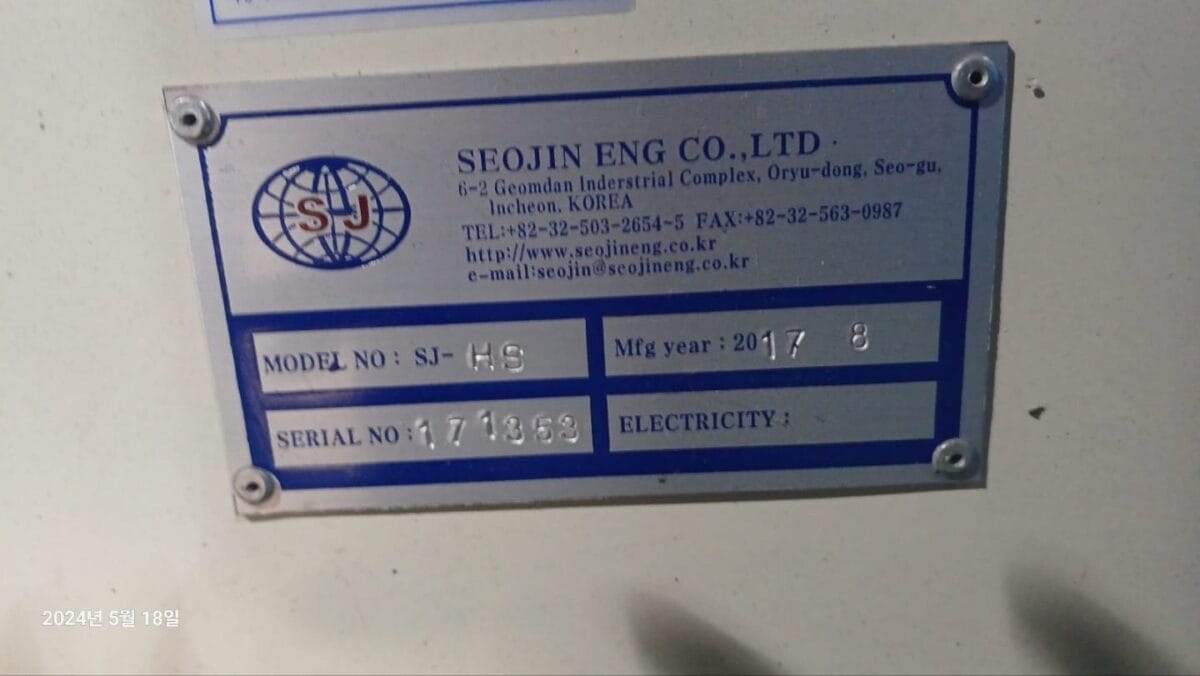 SEOJIN ENG CO.,LTD
6-2 Geomdan Inderstrial Complex, Oryu-dong, Seo-gu,
Incheon, KOREA
TEL:+82-32-503-2654~5 FAX:+82-32-563-0987
http://www.seojineng.co.kr
e-mail:seojin@seojineng.co.kr
SJ
MODEL NO : SJ- HS
Mfg year : 2017 8
SERIAL NO : 171353
ELECTRICITY :
2024년 5월 18일